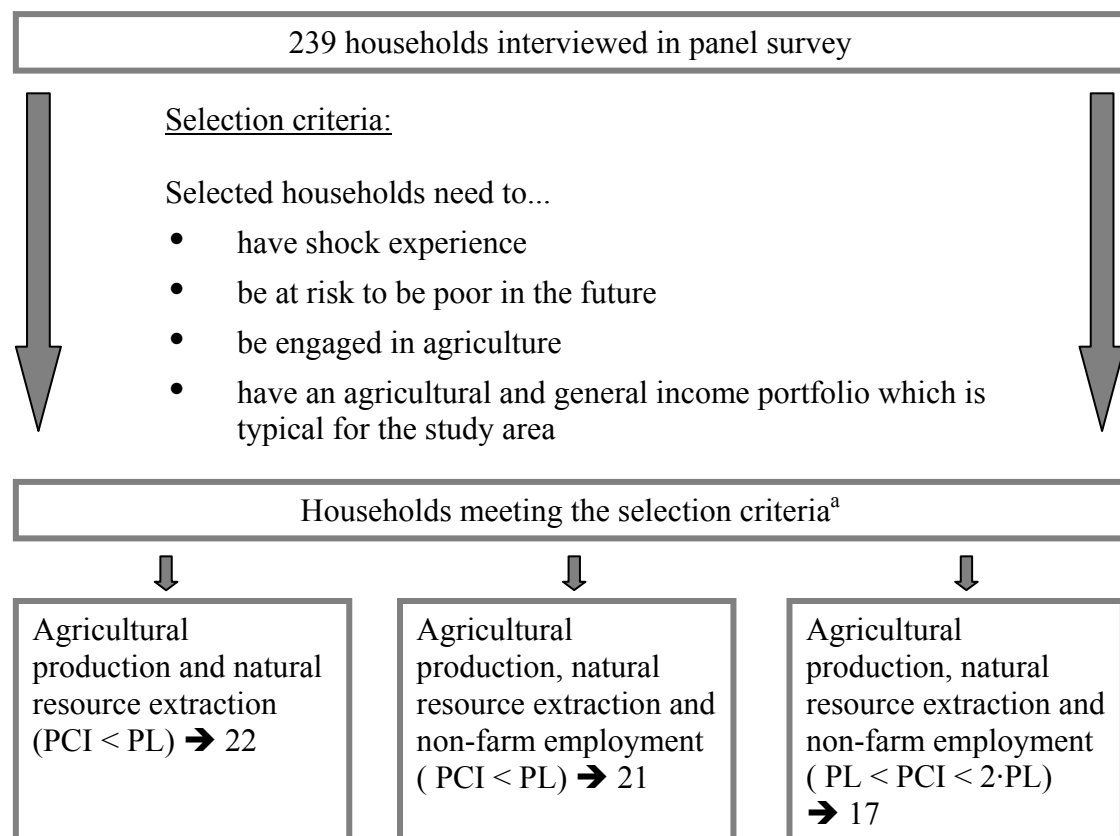 239 households interviewed in panel survey
Selection criteria:
Selected households need to...
• have shock experience
• be at risk to be poor in the future
• be engaged in agriculture
• have an agricultural and general income portfolio which is
typical for the study area
Households meeting the selection criteriaᵃ
Agricultural
production and natural
resource extraction
(PCI < PL) ➔ 22
Agricultural
production, natural
resource extraction and
non-farm employment
( PCI < PL) ➔ 21
Agricultural
production, natural
resource extraction and
non-farm employment
( PL < PCI < 2·PL)
➔ 17